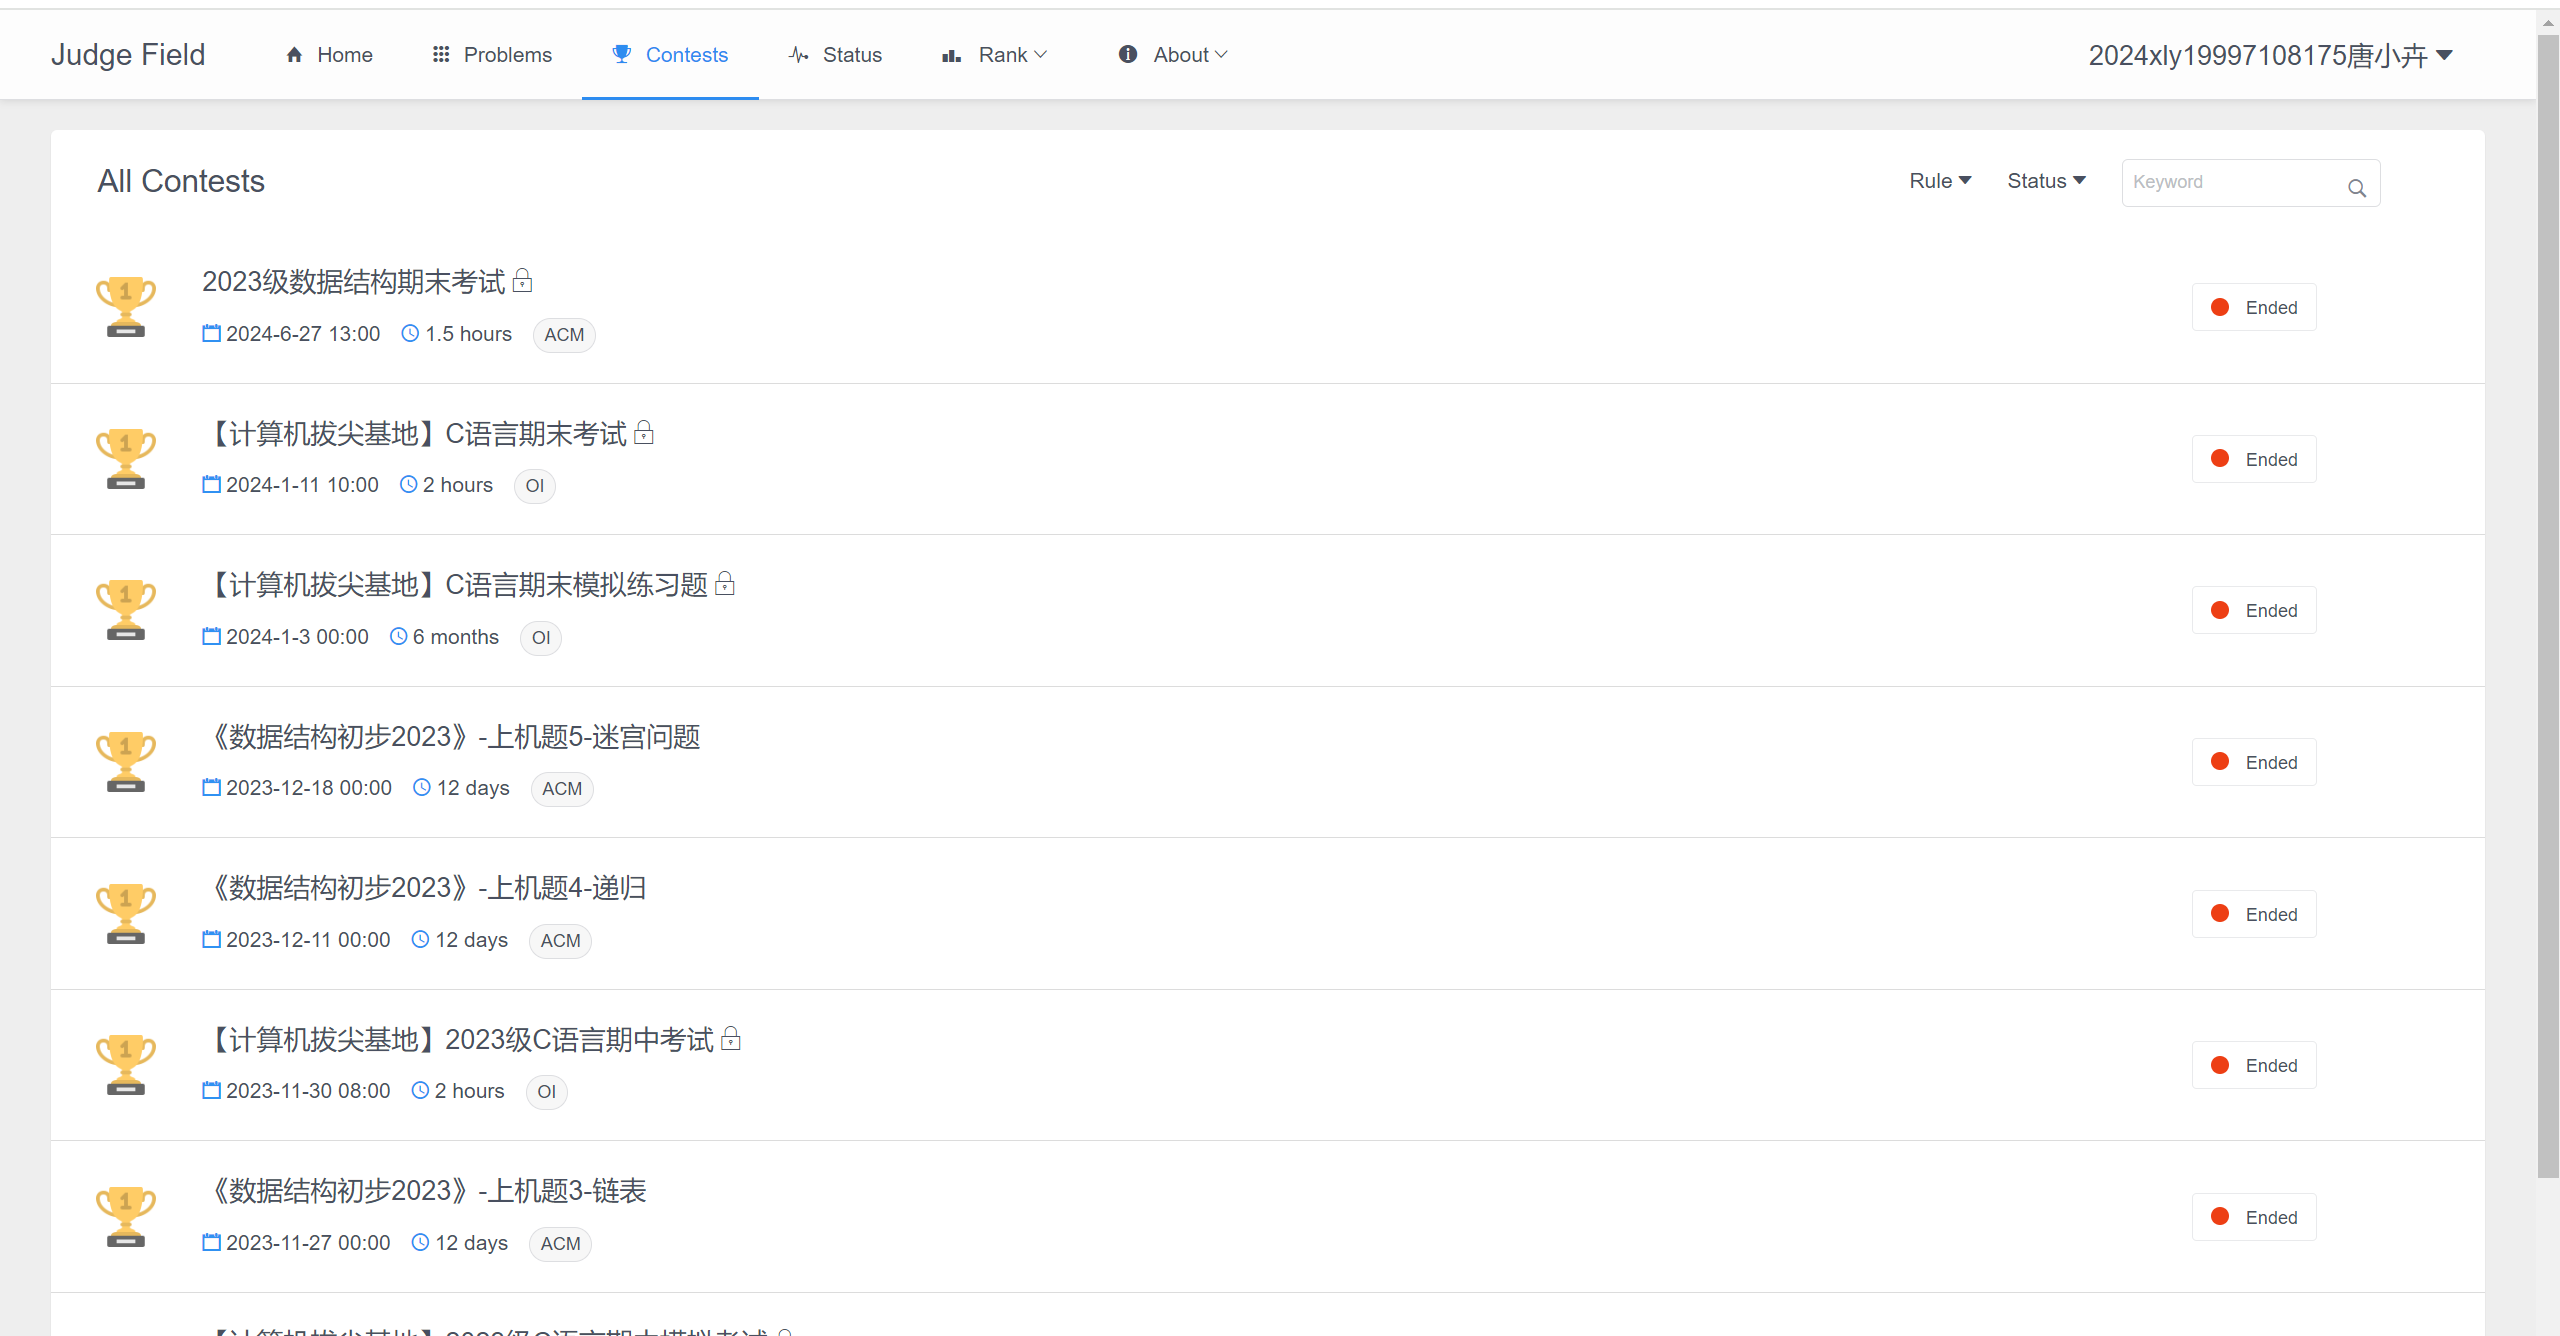 Judge Field Home Problems Contests Status Rank About 2024xly19997108175唐小卉
All Contests Rule Status Keyword
2023级数据结构期末考试
2024-6-27 13:00 1.5 hours ACM
Ended
【计算机拔尖基地】C语言期末考试
2024-1-11 10:00 2 hours OI
Ended
【计算机拔尖基地】C语言期末模拟练习题
2024-1-3 00:00 6 months OI
Ended
《数据结构初步2023》-上机题5-迷宫问题
2023-12-18 00:00 12 days ACM
Ended
《数据结构初步2023》-上机题4-递归
2023-12-11 00:00 12 days ACM
Ended
【计算机拔尖基地】2023级C语言期中考试
2023-11-30 08:00 2 hours OI
Ended
《数据结构初步2023》-上机题3-链表
2023-11-27 00:00 12 days ACM
Ended